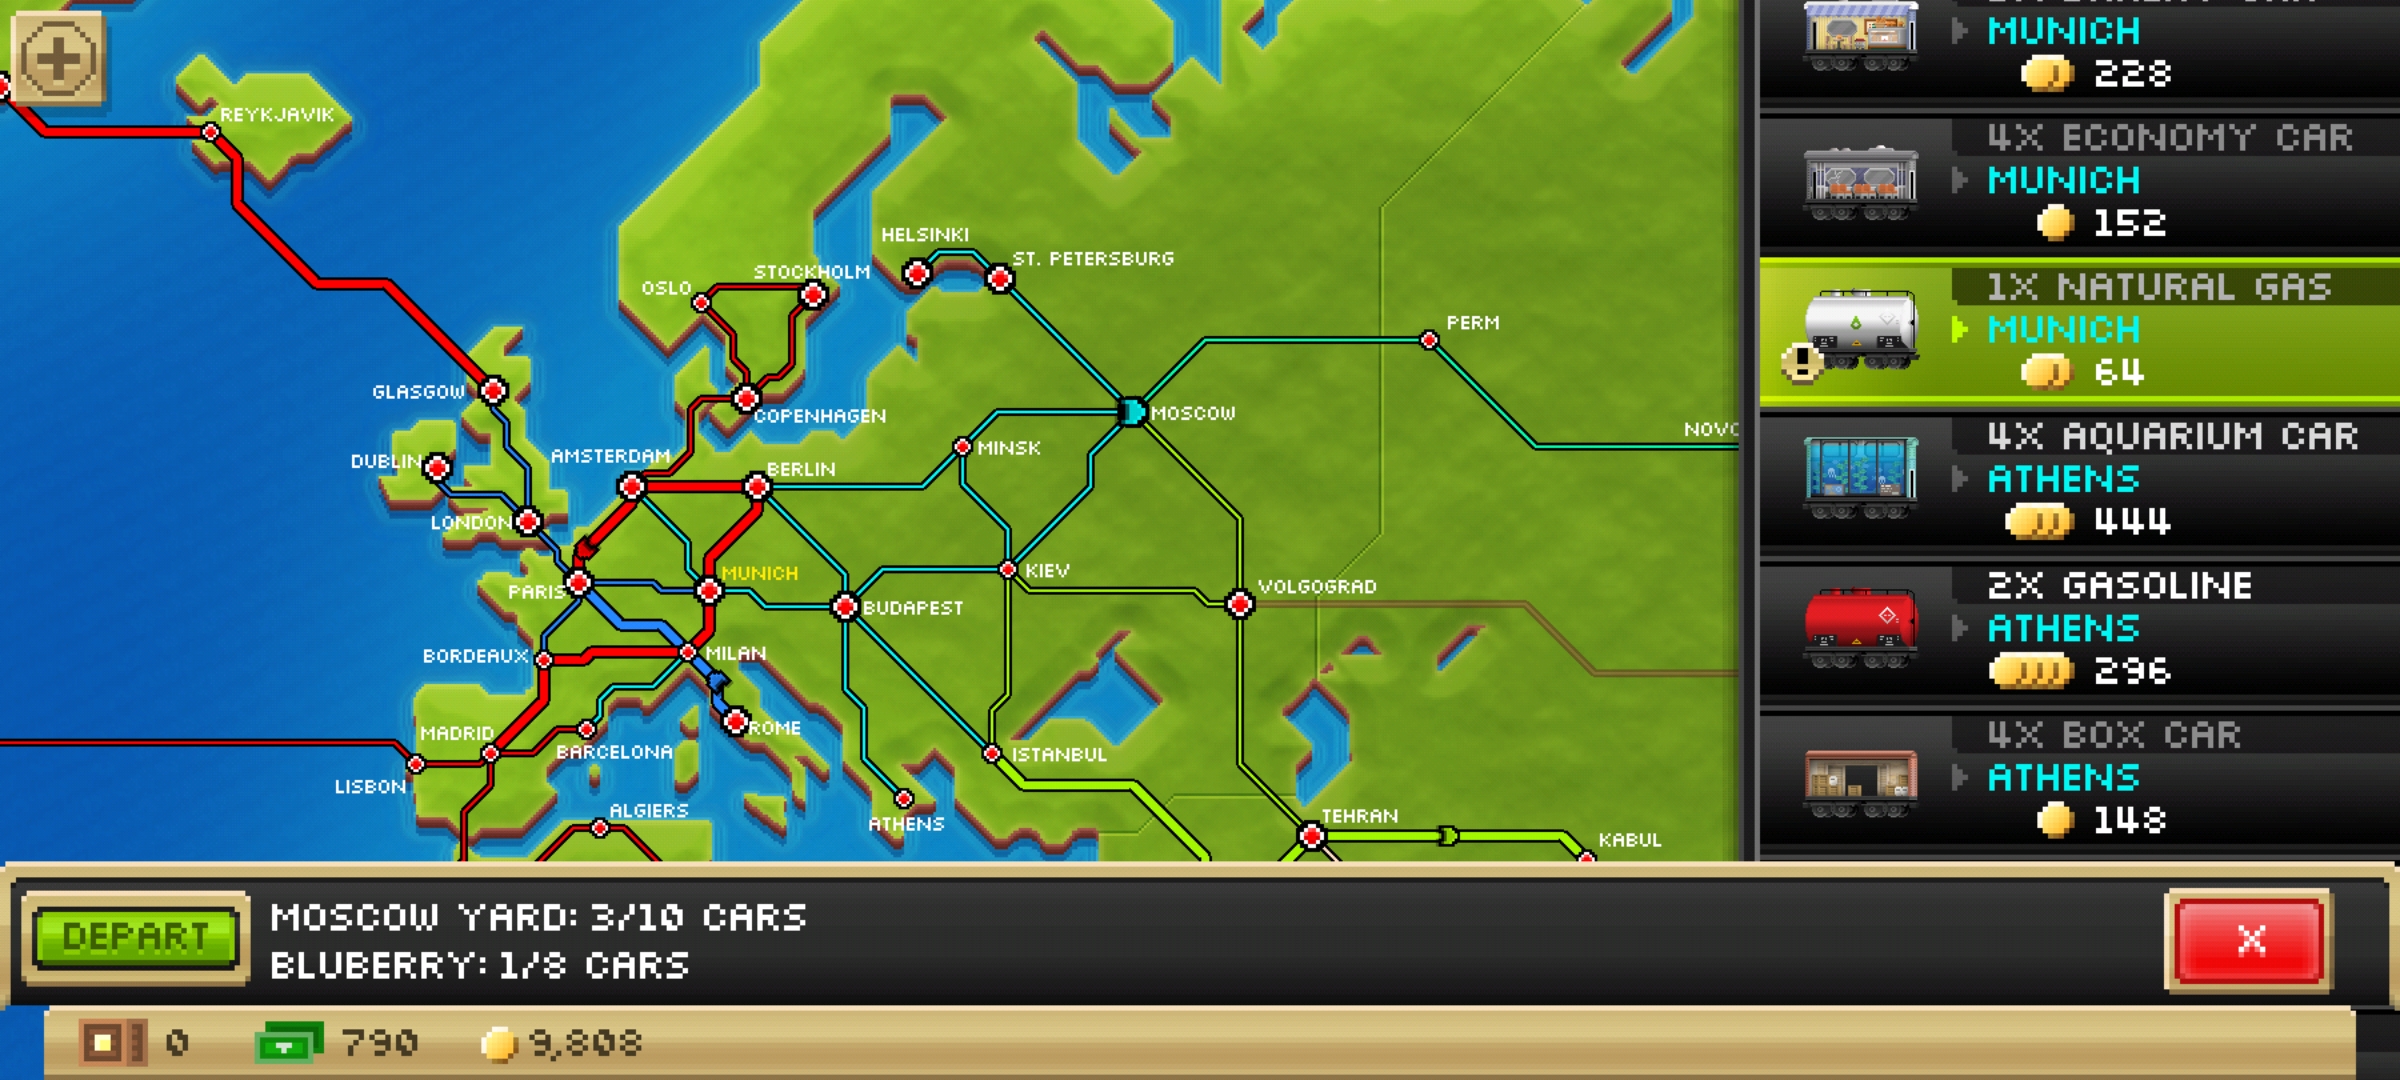 MUNICH
228
REYKJAVIK
4X ECONOMY CAR
MUNICH
152
HELSINKI
ST. PETERSBURG
STOCKHOLM
OSLO
1X NATURAL GAS
MUNICH
64
PERM
GLASGOW
COPENHAGEN
MOSCOW
NOVO
MINSK
4X AQUARIUM CAR
ATHENS
444
DUBLIN
AMSTERDAM
BERLIN
LONDON
MUNICH
KIEV
PARIS
VOLGOGRAD
BUDAPEST
2X GASOLINE
ATHENS
296
BORDEAUX
MILAN
MADRID
ROME
BARCELONA
ISTANBUL
LISBON
4X BOX CAR
ATHENS
148
ALGIERS
ATHENS
TEHRAN
KABUL
DEPART
MOSCOW YARD: 3/10 CARS
BLUBERRY: 1/8 CARS
X
0
790
9,808